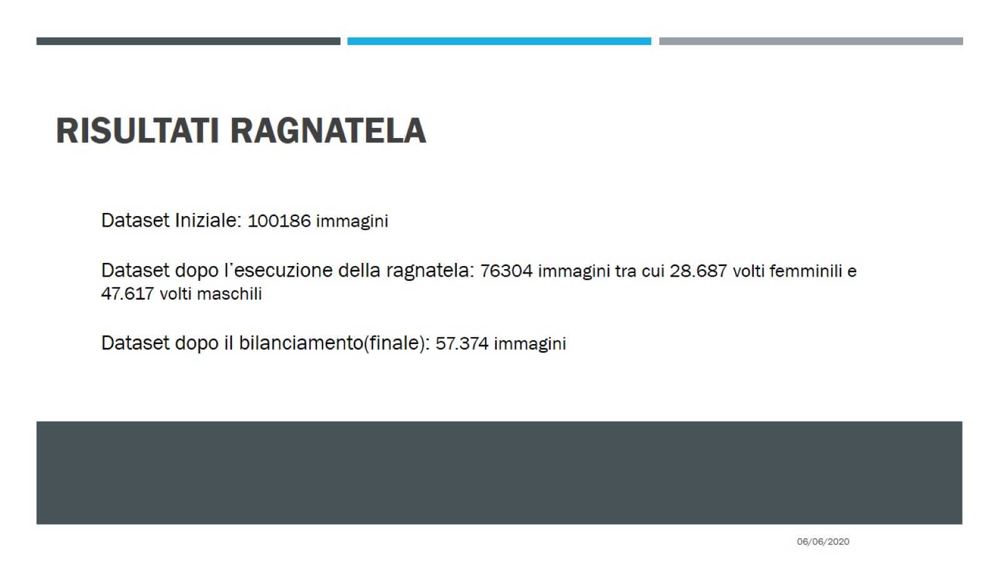 RISULTATI RAGNATELA
Dataset Iniziale: 100186 immagini
Dataset dopo l’esecuzione della ragnatela: 76304 immagini tra cui 28.687 volti femminili e
47.617 volti maschili
Dataset dopo il bilanciamento(finale): 57.374 immagini
06/06/2020